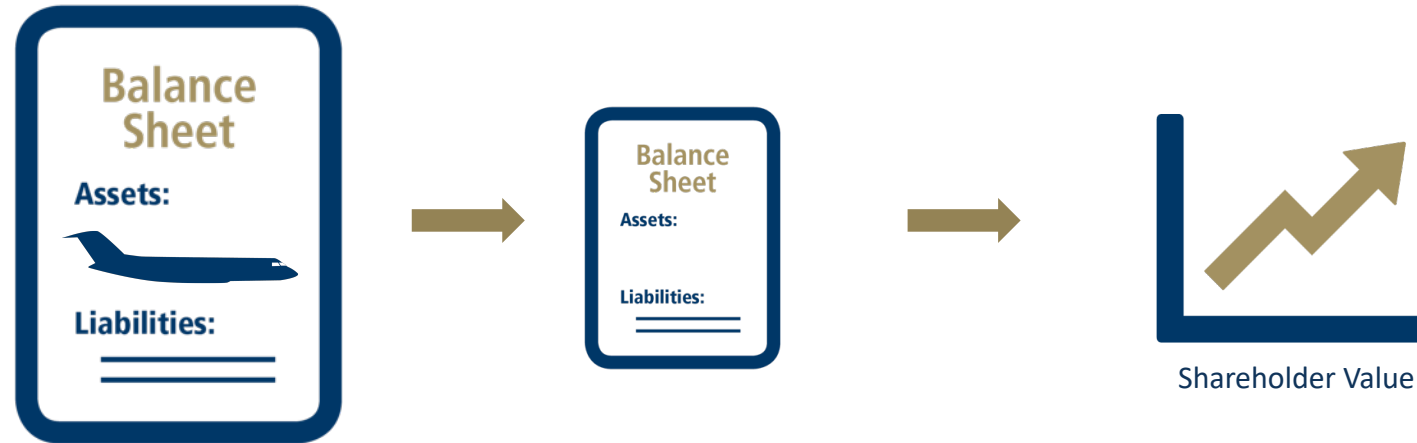 Balance
Sheet
Assets:
Liabilities:
Balance
Sheet
Assets:
Liabilities:
Shareholder Value